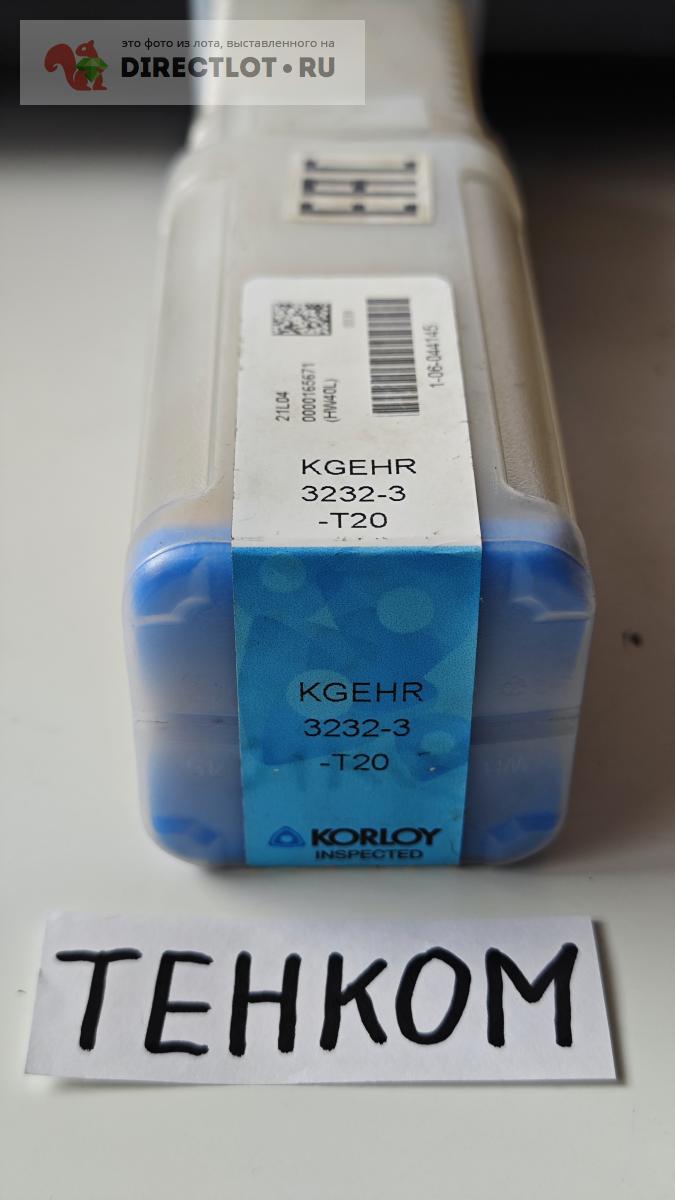 это фото из лота, выставленного на
DIRECTLOT.RU
21L04
0000165671
(HW40L)
1-06-044145
KGEHR
3232-3
-T20
KGEHR
3232-3
-T20
KORLOY
INSPECTED
ТЕНКОМ